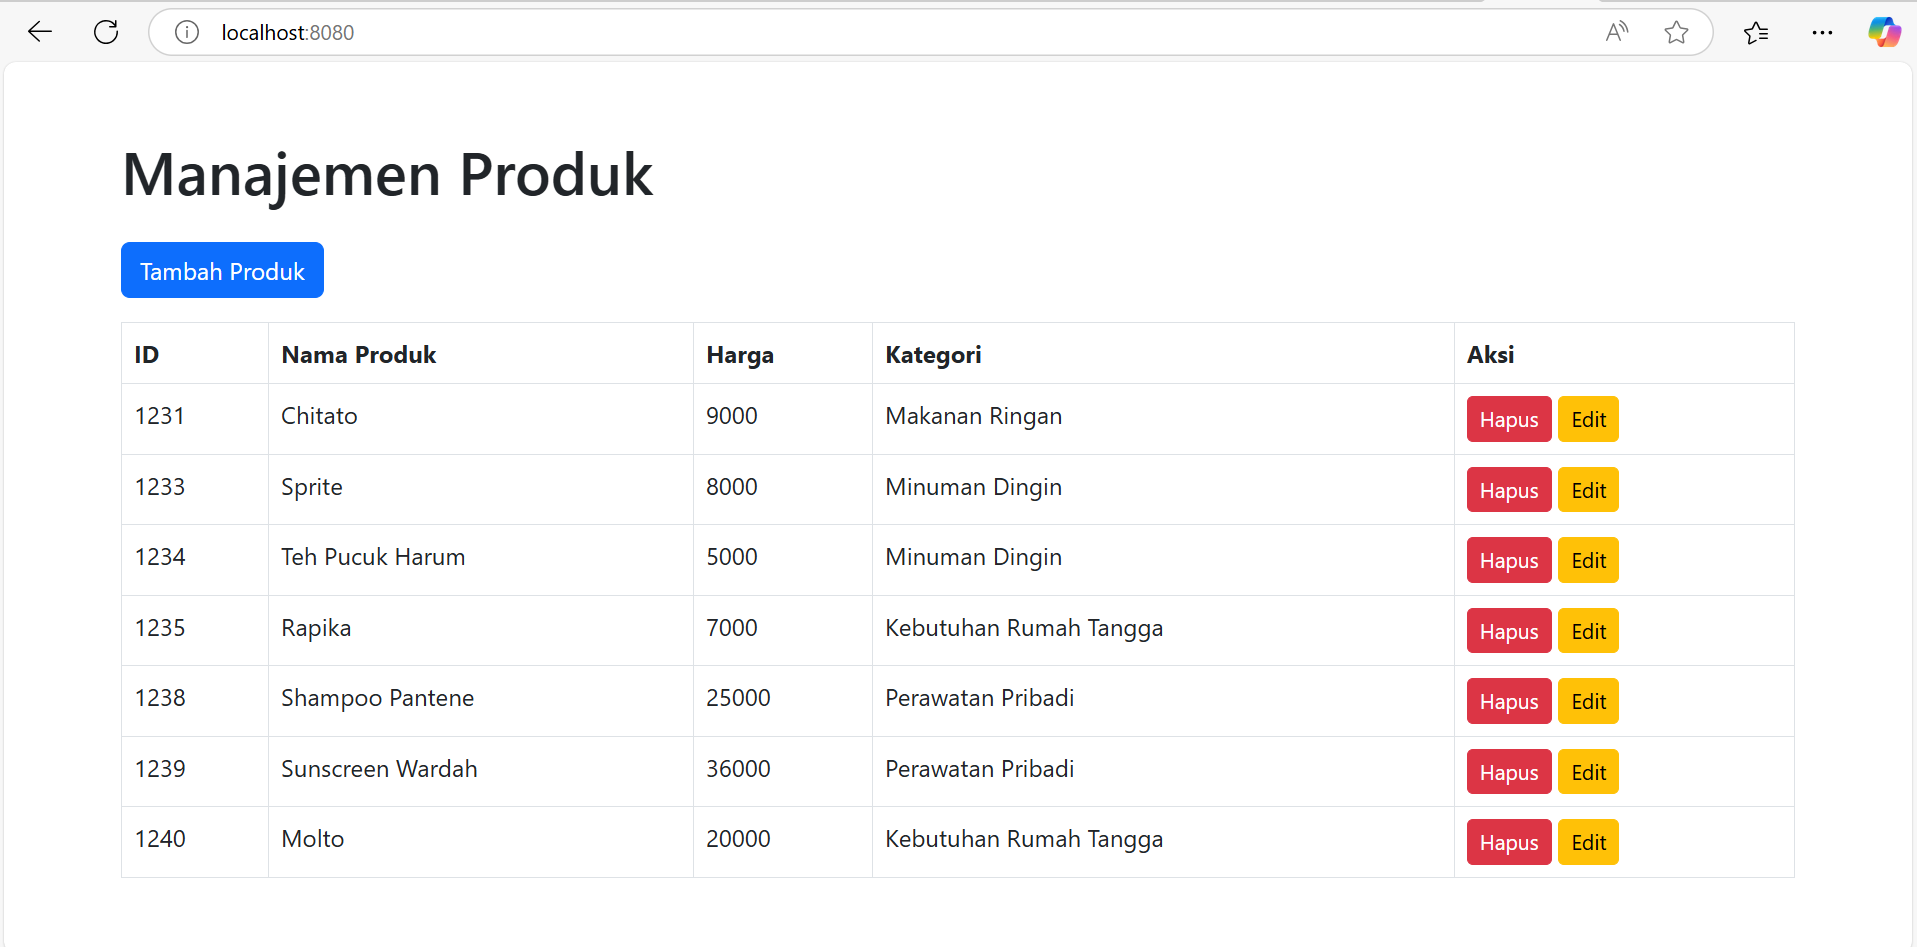 localhost:8080
Manajemen Produk
Tambah Produk
ID Nama Produk Harga Kategori Aksi
1231 Chitato 9000 Makanan Ringan Hapus Edit
1233 Sprite 8000 Minuman Dingin Hapus Edit
1234 Teh Pucuk Harum 5000 Minuman Dingin Hapus Edit
1235 Rapika 7000 Kebutuhan Rumah Tangga Hapus Edit
1238 Shampoo Pantene 25000 Perawatan Pribadi Hapus Edit
1239 Sunscreen Wardah 36000 Perawatan Pribadi Hapus Edit
1240 Molto 20000 Kebutuhan Rumah Tangga Hapus Edit